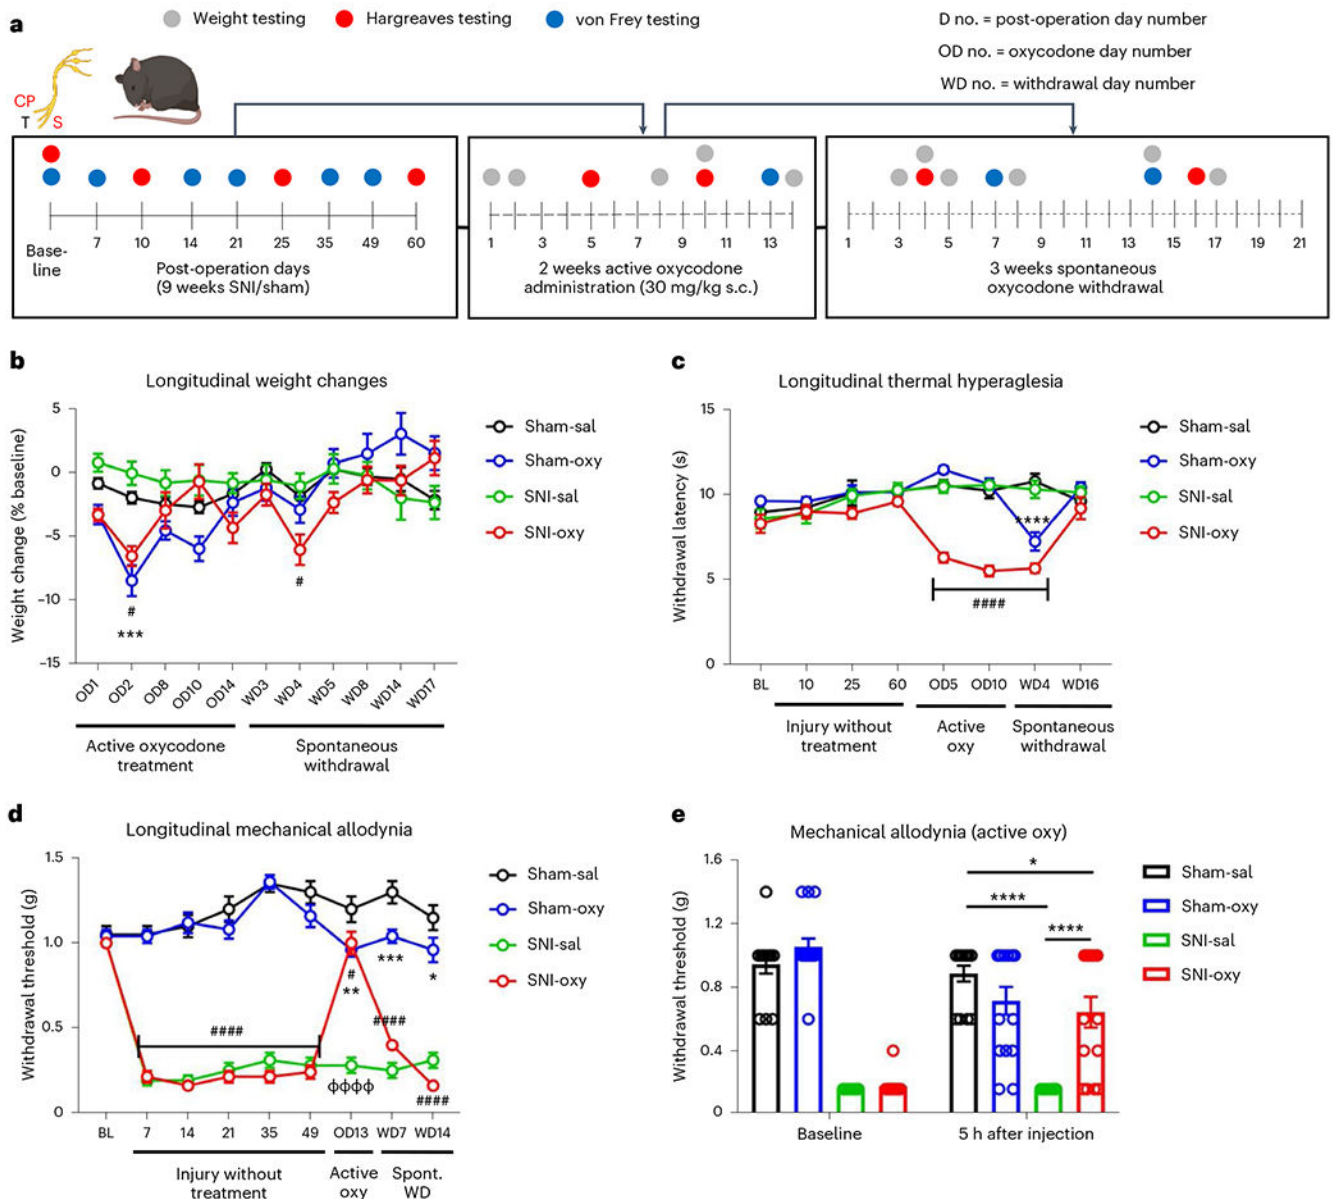 a
Weight testing
Hargreaves testing
von Frey testing
D no. = post-operation day number
OD no. = oxycodone day number
WD no. = withdrawal day number
CP
T
S
Base-
line
7 10 14 21 25 35 49 60
Post-operation days
(9 weeks SNI/sham)
1 3 5 7 9 11 13
2 weeks active oxycodone
administration (30 mg/kg s.c.)
1 3 5 7 9 11 13 15 17 19 21
3 weeks spontaneous
oxycodone withdrawal
b
Longitudinal weight changes
Weight change (% baseline)
5
0
–5
–10
–15
#
***
#
OD1 OD2 OD8 OD10 OD14 WD3 WD4 WD5 WD8 WD14 WD17
Active oxycodone
treatment
Spontaneous
withdrawal
Sham-sal
Sham-oxy
SNI-sal
SNI-oxy
c
Longitudinal thermal hyperaglesia
Withdrawal latency (s)
15
10
5
0
****
####
BL 10 25 60 OD5 OD10 WD4 WD16
Injury without
treatment
Active
oxy
Spontaneous
withdrawal
Sham-sal
Sham-oxy
SNI-sal
SNI-oxy
d
Longitudinal mechanical allodynia
Withdrawal threshold (g)
1.5
1.0
0.5
0
####
#
**
ϕϕϕϕ
***
####
*
####
BL 7 14 21 35 49 OD13 WD7 WD14
Injury without
treatment
Active
oxy
Spont.
WD
Sham-sal
Sham-oxy
SNI-sal
SNI-oxy
e
Mechanical allodynia (active oxy)
Withdrawal threshold (g)
1.6
1.2
0.8
0.4
0
*
****
****
Baseline
5 h after injection
Sham-sal
Sham-oxy
SNI-sal
SNI-oxy